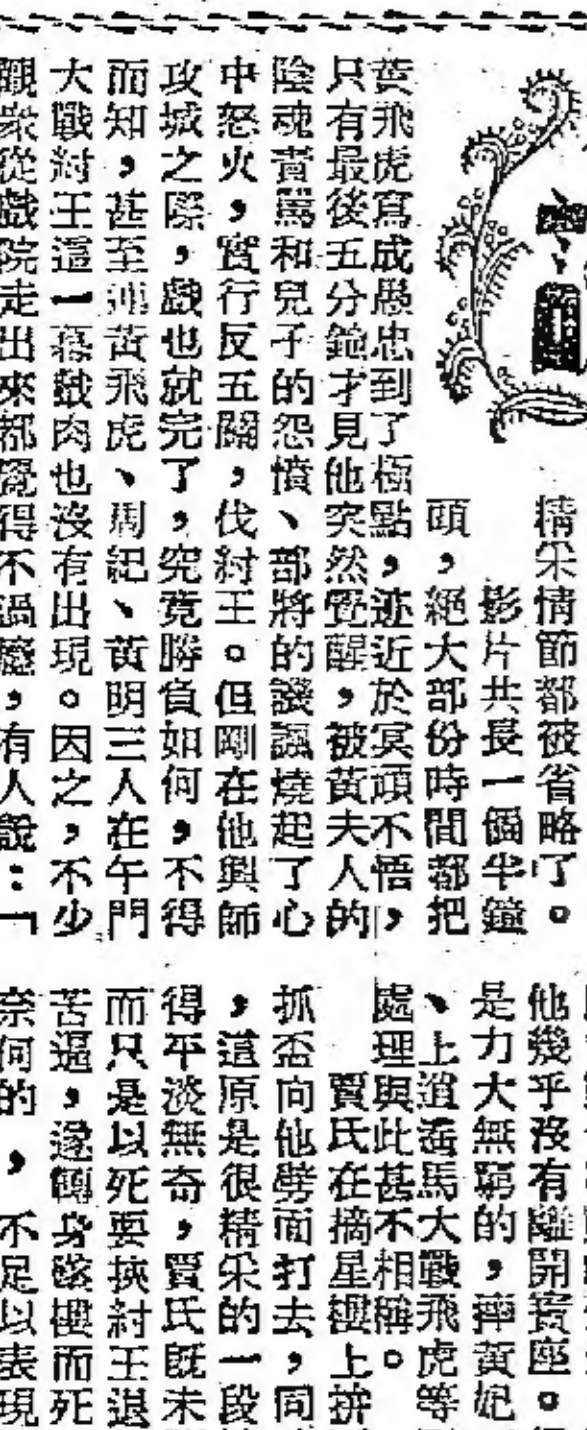 精采情節都被省略了。
影片共長一個半鐘
頭,絕大部份時間都把
黃飛虎寫成愚忠到了極點,迹近於冥頑不悟,
只有最後五分鐘才見他突然覺醒,被黃夫人的
陰魂責罵和兒子的怨憤、部將的譏諷燒起了心
中怒火,實行反五關,伐紂王。但剛在他興師
攻城之際,戲也就完了,究竟勝負如何,不得
而知,甚至連黃飛虎、周紀、黃明三人在午門
大戰紂王這一幕戲肉也沒有出現。因之,不少
觀衆從戲院走出來都覺得不過癮,有人說:「
他幾乎沒有離開寶座。
是力大無窮的,摔黃妃
、上逍遙馬大戰飛虎等
處理與此甚不相稱。
賈氏在摘星樓上拚
抓盃向他劈面打去,同
,這原是很精采的一段
得平淡無奇,賈氏既未
而只是以死要挾紂王退
苦逼,遂傾身墜樓而死
奈何的,不足以表現